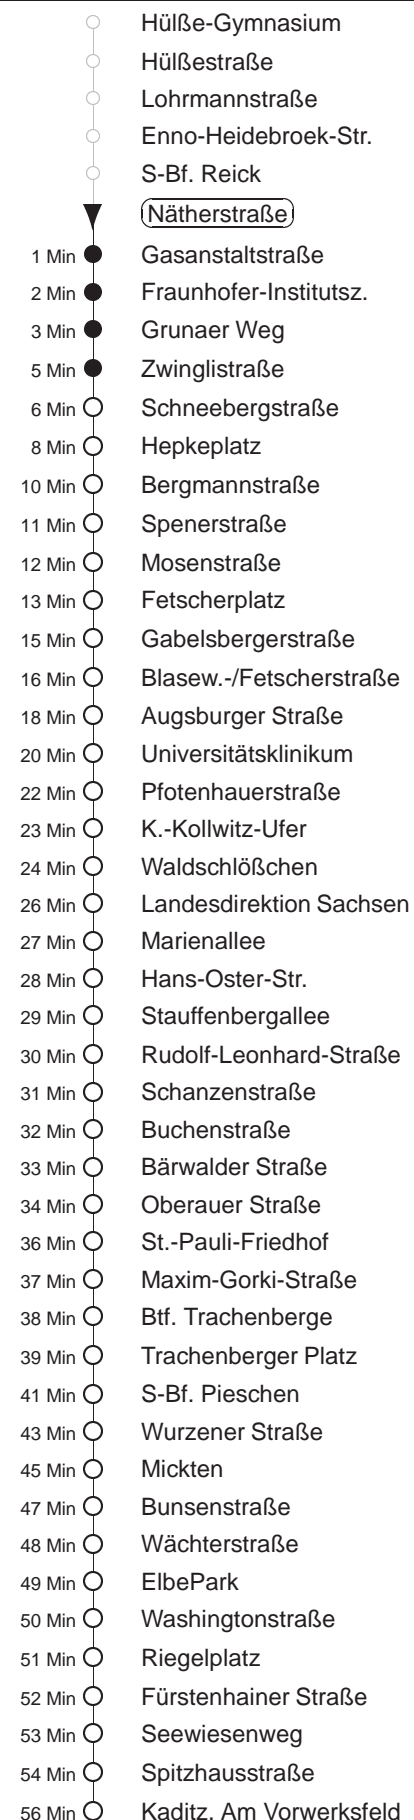 Hülße-Gymnasium
Hülßestraße
Lohrmannstraße
Enno-Heidebroek-Str.
S-Bf. Reick
Nätherstraße
1 Min Gasanstaltstraße
2 Min Fraunhofer-Institutsz.
3 Min Grunaer Weg
5 Min Zwinglistraße
6 Min Schneebergstraße
8 Min Hepkeplatz
10 Min Bergmannstraße
11 Min Spenerstraße
12 Min Mosenstraße
13 Min Fetscherplatz
15 Min Gabelsbergerstraße
16 Min Blasew.-/Fetscherstraße
18 Min Augsburger Straße
20 Min Universitätsklinikum
22 Min Pfotenhauerstraße
23 Min K.-Kollwitz-Ufer
24 Min Waldschlößchen
26 Min Landesdirektion Sachsen
27 Min Marienallee
28 Min Hans-Oster-Str.
29 Min Stauffenbergallee
30 Min Rudolf-Leonhard-Straße
31 Min Schanzenstraße
32 Min Buchenstraße
33 Min Bärwalder Straße
34 Min Oberauer Straße
36 Min St.-Pauli-Friedhof
37 Min Maxim-Gorki-Straße
38 Min Btf. Trachenberge
39 Min Trachenberger Platz
41 Min S-Bf. Pieschen
43 Min Wurzener Straße
45 Min Mickten
47 Min Bunsenstraße
48 Min Wächterstraße
49 Min ElbePark
50 Min Washingtonstraße
51 Min Riegelplatz
52 Min Fürstenhainer Straße
53 Min Seewiesenweg
54 Min Spitzhausstraße
56 Min Kaditz, Am Vorwerksfeld